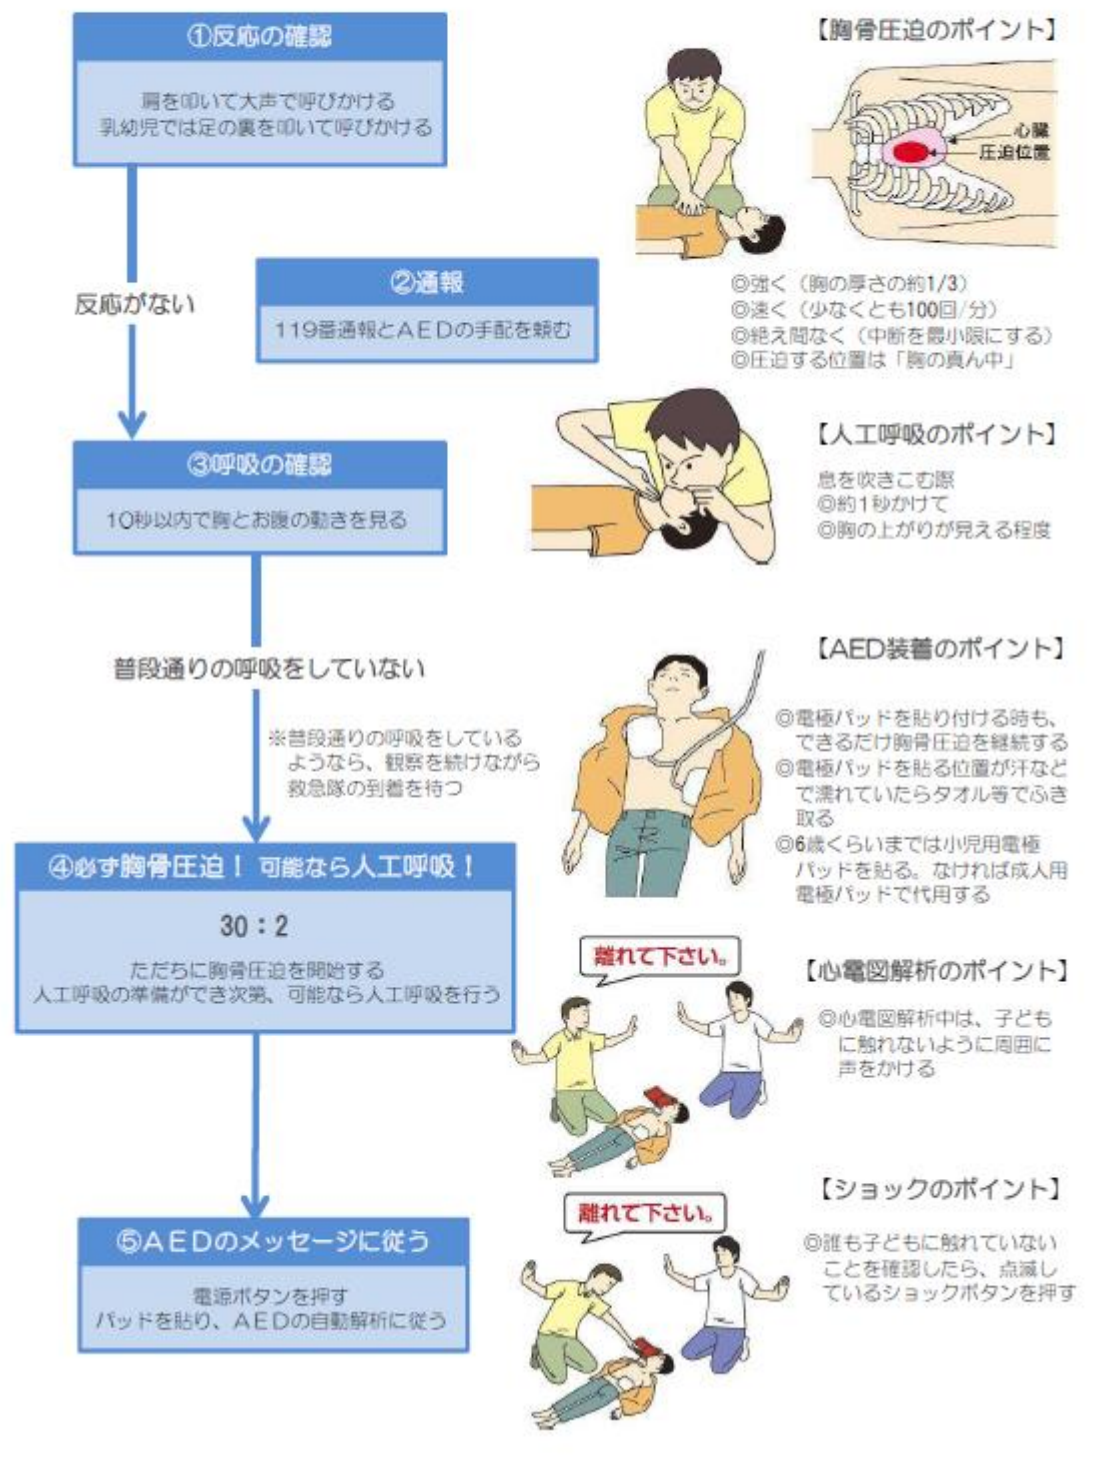 ①反応の確認
肩を叩いて大声で呼びかける
乳幼児では足の裏を叩いて呼びかける
反応がない
②通報
119番通報とAEDの手配を頼む
③呼吸の確認
10秒以内で胸とお腹の動きを見る
普段通りの呼吸をしていない
※普段通りの呼吸をしている
ようなら、観察を続けながら
救急隊の到着を待つ
④必ず胸骨圧迫！ 可能なら人工呼吸！
30：2
ただちに胸骨圧迫を開始する
人工呼吸の準備ができ次第、可能なら人工呼吸を行う
⑤AEDのメッセージに従う
電源ボタンを押す
パッドを貼り、AEDの自動解析に従う
【胸骨圧迫のポイント】
心臓
圧迫位置
◎強く（胸の厚さの約1/3）
◎速く（少なくとも100回/分）
◎絶え間なく（中断を最小限にする）
◎圧迫する位置は「胸の真ん中」
【人工呼吸のポイント】
息を吹きこむ際
◎約1秒かけて
◎胸の上がりが見える程度
【AED装着のポイント】
◎電極パッドを貼り付ける時も、
できるだけ胸骨圧迫を継続する
◎電極パッドを貼る位置が汗など
で濡れていたらタオル等でふき
取る
◎6歳くらいまでは小児用電極
パッドを貼る。なければ成人用
電極パッドで代用する
離れて下さい。
【心電図解析のポイント】
◎心電図解析中は、子ども
に触れないように周囲に
声をかける
離れて下さい。
【ショックのポイント】
◎誰も子どもに触れていない
ことを確認したら、点滅し
ているショックボタンを押す